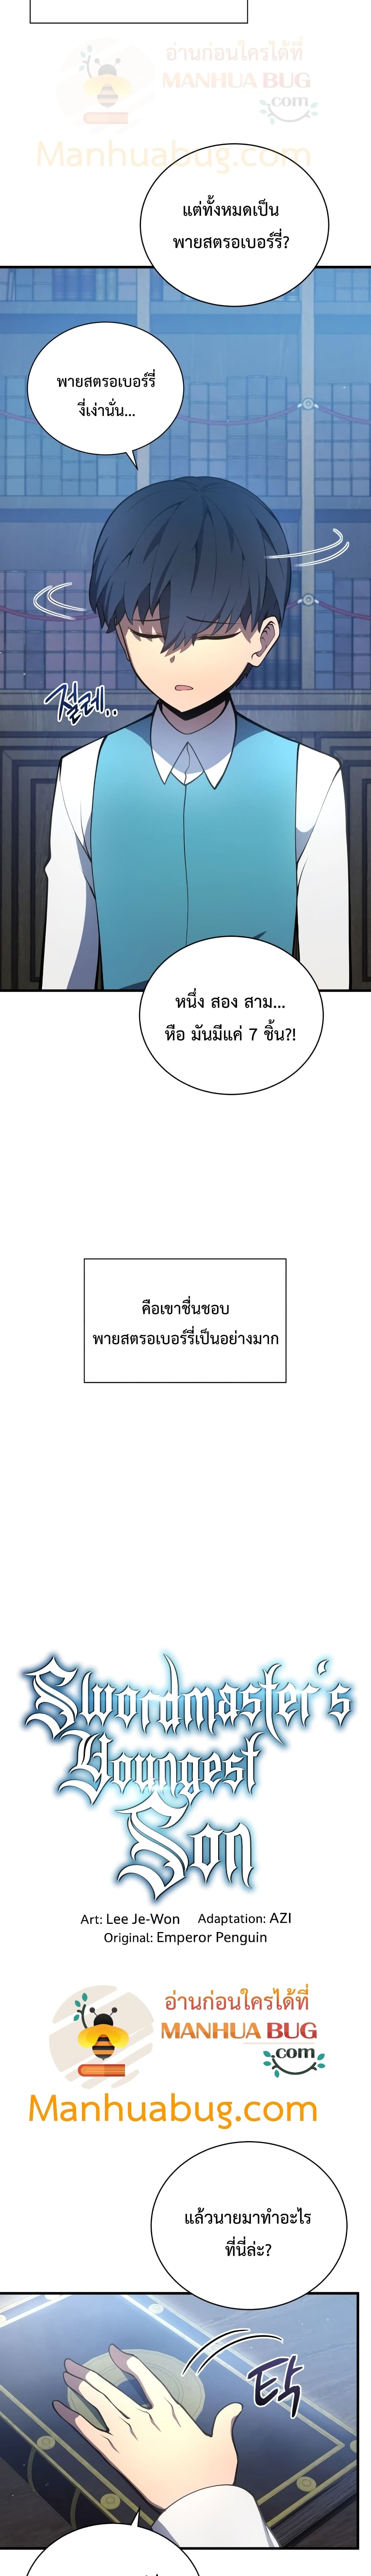 อ่านก่อนใครได้ที่
MANHUA BUG
.com
Manhuabug.com
แต่ทั้งหมดเป็น
พายสตรอเบอร์รี่?
พายสตรอเบอร์รี่
งี่เง่านั่น...
절레..
หนึ่ง สอง สาม...
หือ มันมีแค่ 7 ชิ้น?!
คือเขาชื่นชอบ
พายสตรอเบอร์รี่เป็นอย่างมาก
Swordmaster's
Youngest
Son
Art: Lee Je-Won Adaptation: AZI
Original: Emperor Penguin
อ่านก่อนใครได้ที่
MANHUA BUG
.com
Manhuabug.com
แล้วนายมาทำอะไร
ที่นี่ล่ะ?
탁